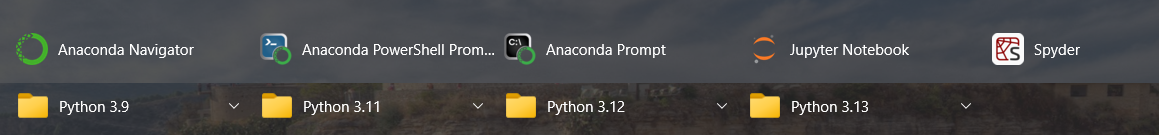 Anaconda Navigator
Anaconda PowerShell Prom...
C:\
Anaconda Prompt
Jupyter Notebook
S
Spyder
Python 3.9
Python 3.11
Python 3.12
Python 3.13